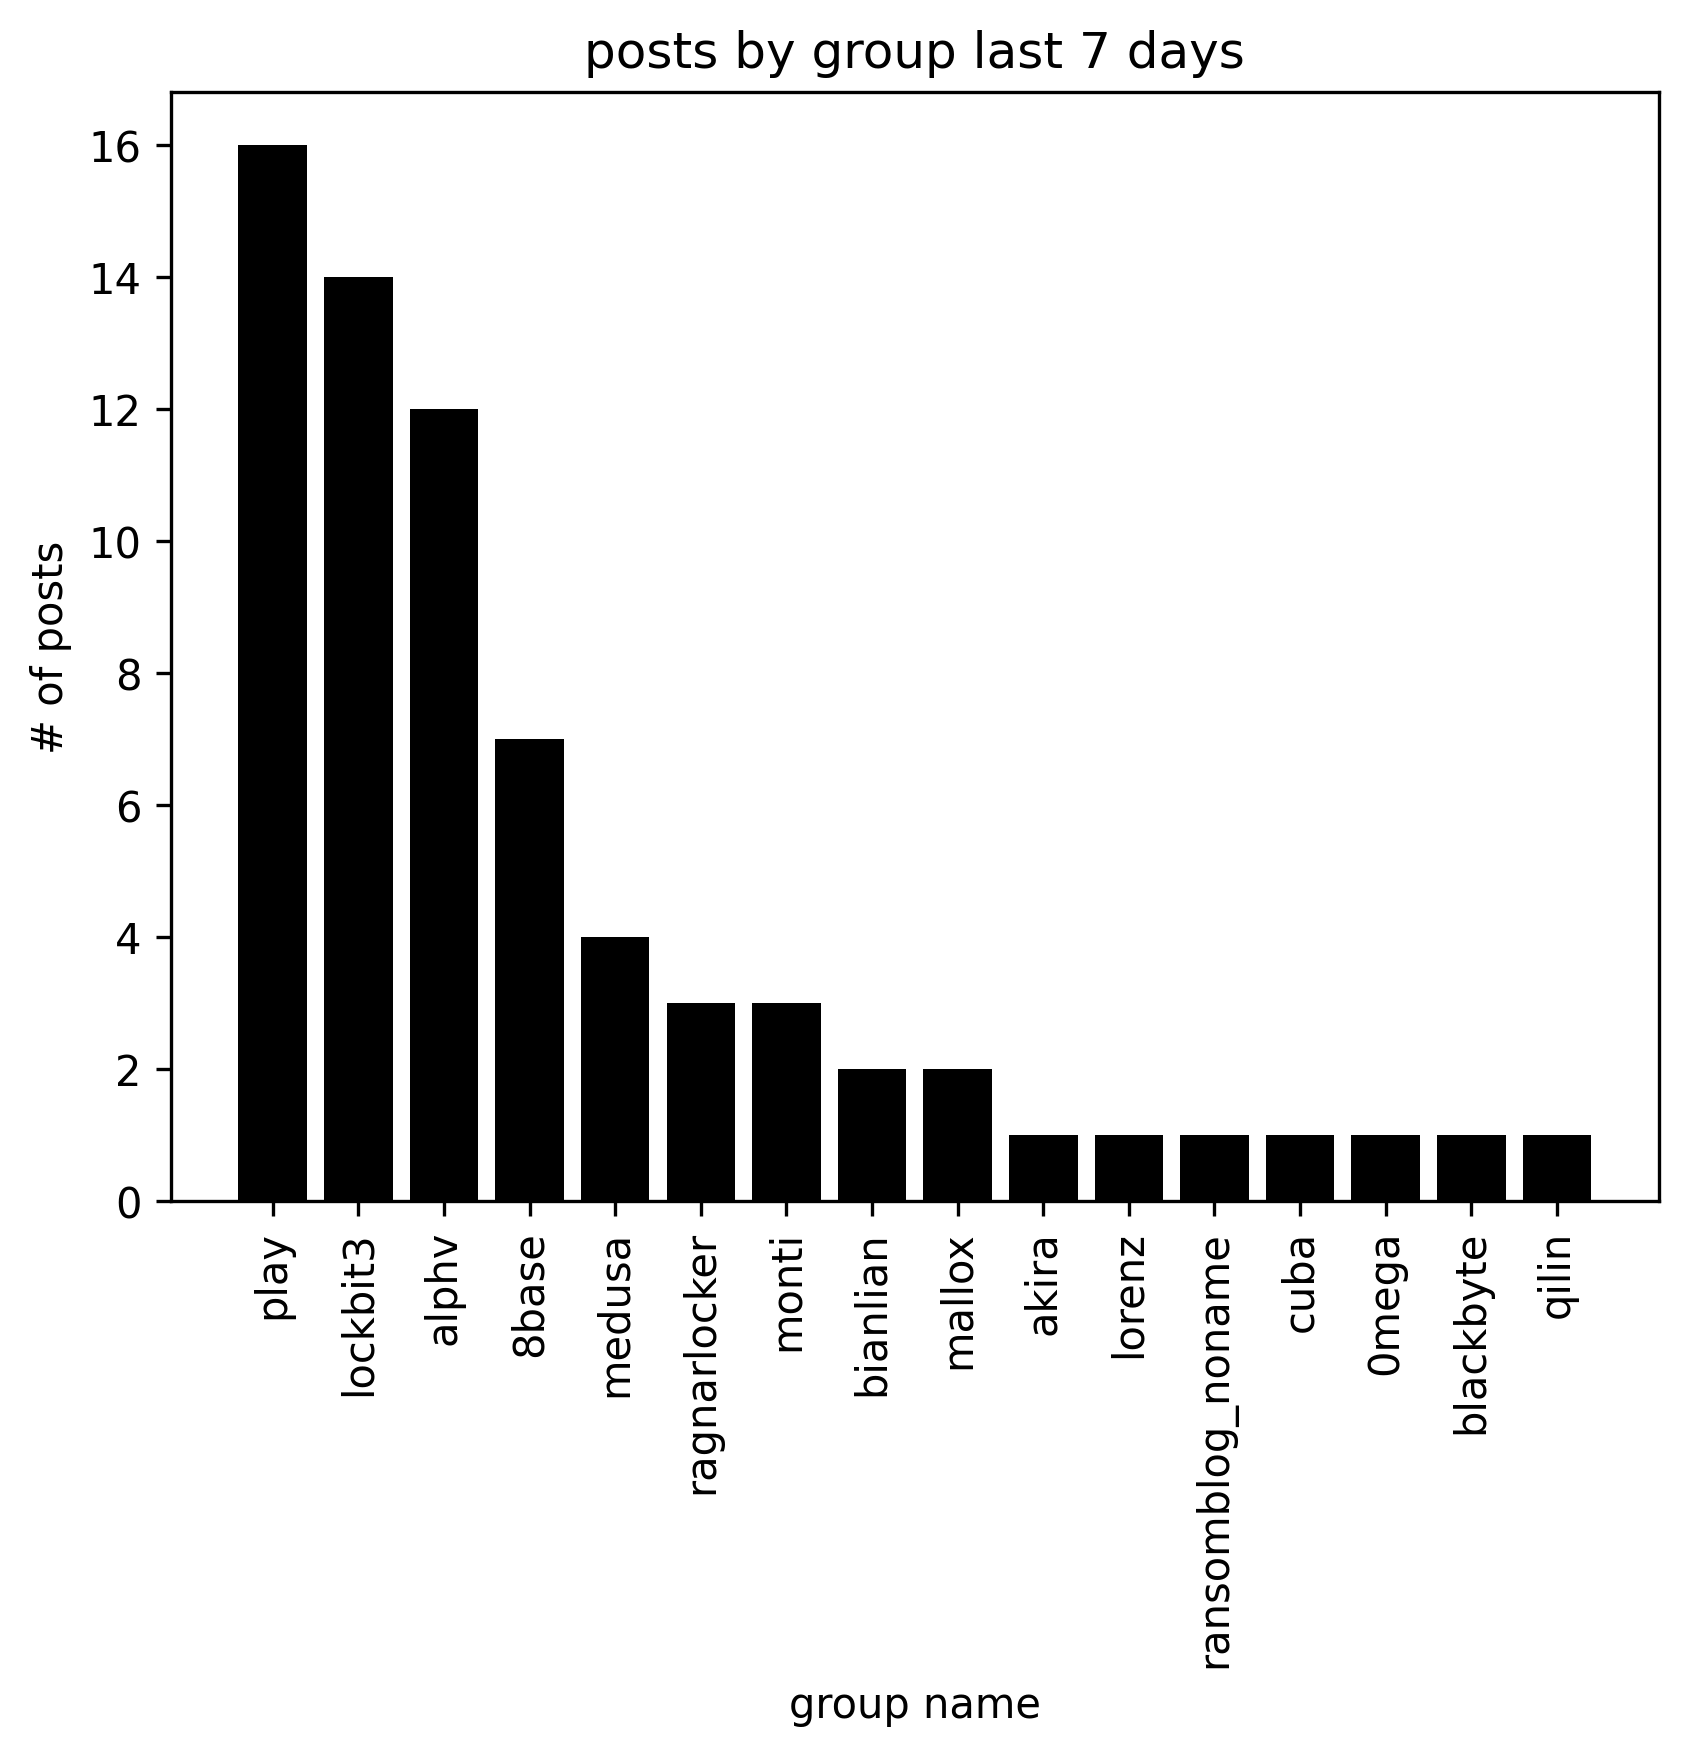 posts by group last 7 days
# of posts
16
14
12
10
8
6
4
2
0
play
lockbit3
alphv
8base
medusa
ragnarlocker
monti
bianlian
mallox
akira
lorenz
ransomblog_noname
cuba
0mega
blackbyte
qilin
group name